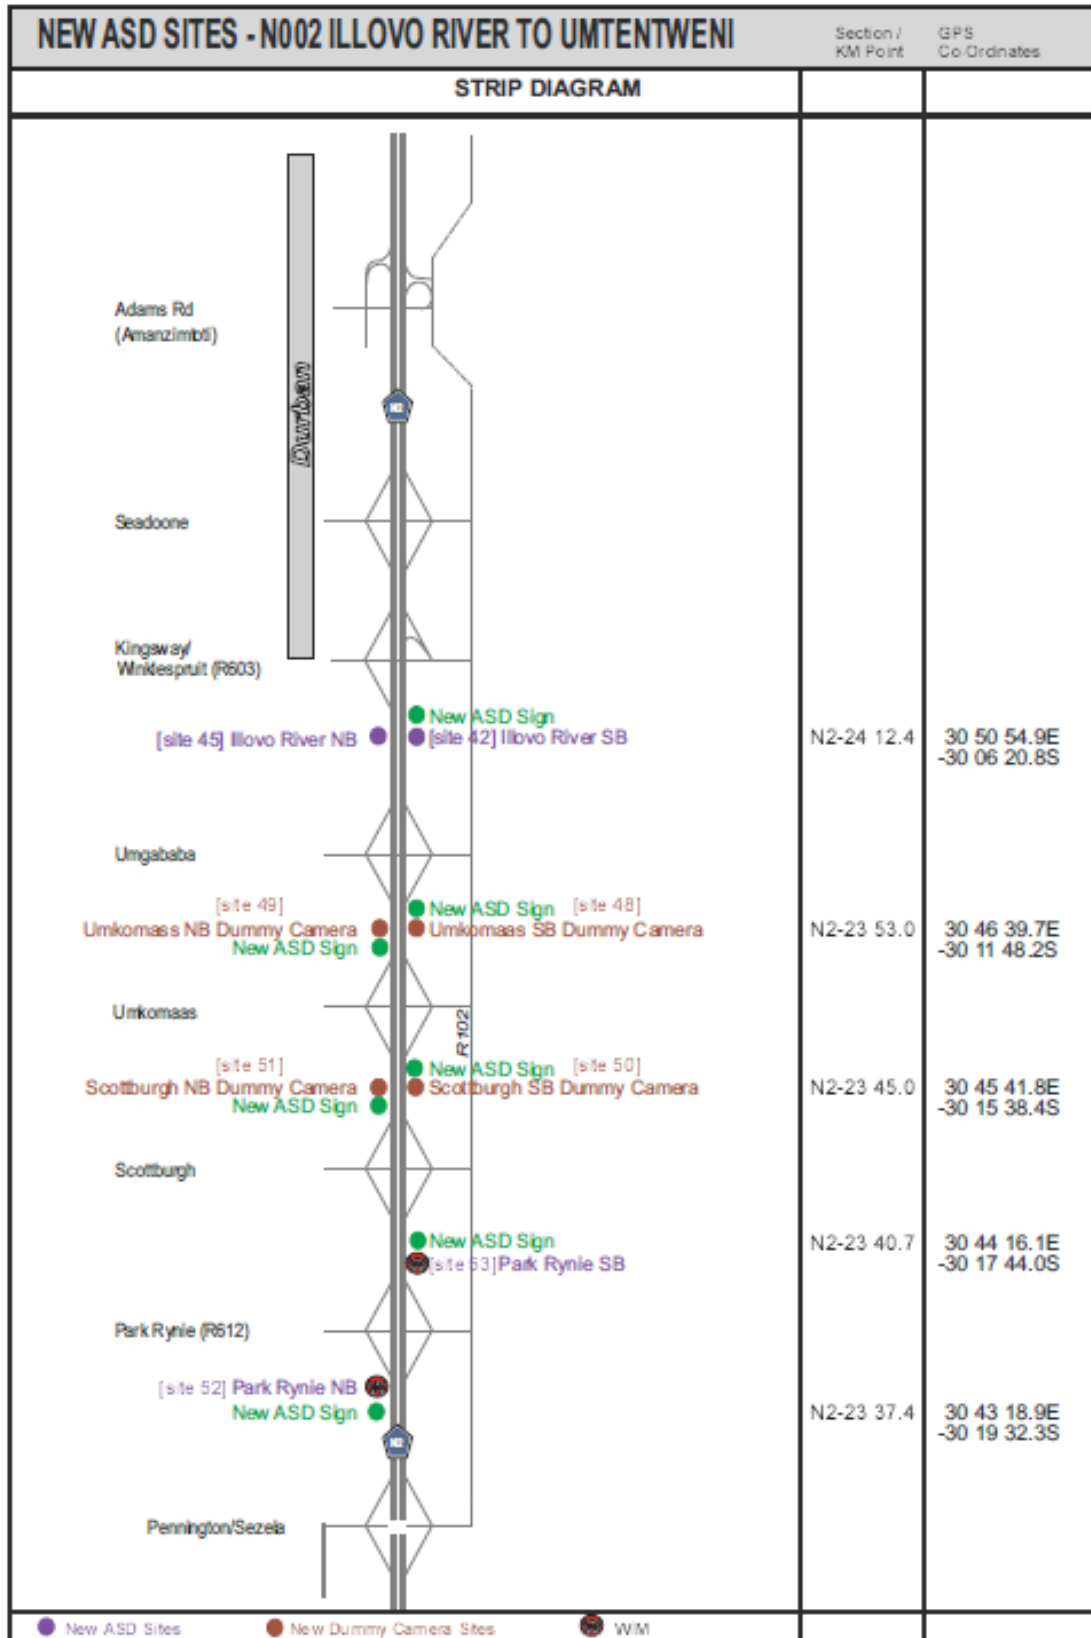 NEW ASD SITES - N002 ILLOVO RIVER TO UMTENTWENI
Section /
KM Point
GPS
Co-Ordinates
STRIP DIAGRAM
Adams Rd
(Amanzimtoti)
Durban
N2
Seadoone
Kingsway/
Winklespruit (R603)
New ASD Sign
[site 45] Illovo River NB
[site 42] Illovo River SB
N2-24 12.4
30 50 54.9E
-30 06 20.8S
Umgababa
[site 49]
New ASD Sign [site 48]
Umkomass NB Dummy Camera
Umkomaas SB Dummy Camera
New ASD Sign
N2-23 53.0
30 46 39.7E
-30 11 48.2S
Umkomaas
R102
[site 51]
New ASD Sign [site 50]
Scottburgh NB Dummy Camera
Scottburgh SB Dummy Camera
New ASD Sign
N2-23 45.0
30 45 41.8E
-30 15 38.4S
Scottburgh
New ASD Sign
[site 53] Park Rynie SB
N2-23 40.7
30 44 16.1E
-30 17 44.0S
Park Rynie (R612)
[site 52] Park Rynie NB
New ASD Sign
N2-23 37.4
30 43 18.9E
-30 19 32.3S
N2
Pennington/Sezela
New ASD Sites
New Dummy Camera Sites
WIM